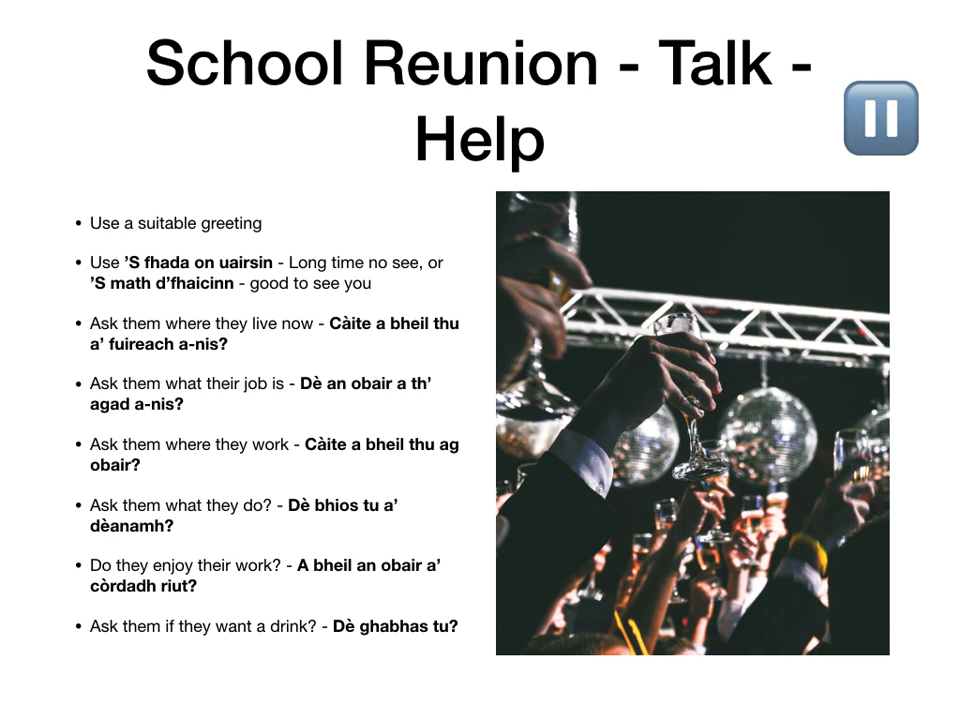 School Reunion - Talk -
Help
• Use a suitable greeting
• Use ’S fhada on uairsin - Long time no see, or
’S math d’fhaicinn - good to see you
• Ask them where they live now - Càite a bheil thu
a’ fuireach a-nis?
• Ask them what their job is - Dè an obair a th’
agad a-nis?
• Ask them where they work - Càite a bheil thu ag
obair?
• Ask them what they do? - Dè bhios tu a’
dèanamh?
• Do they enjoy their work? - A bheil an obair a’
còrdadh riut?
• Ask them if they want a drink? - Dè ghabhas tu?